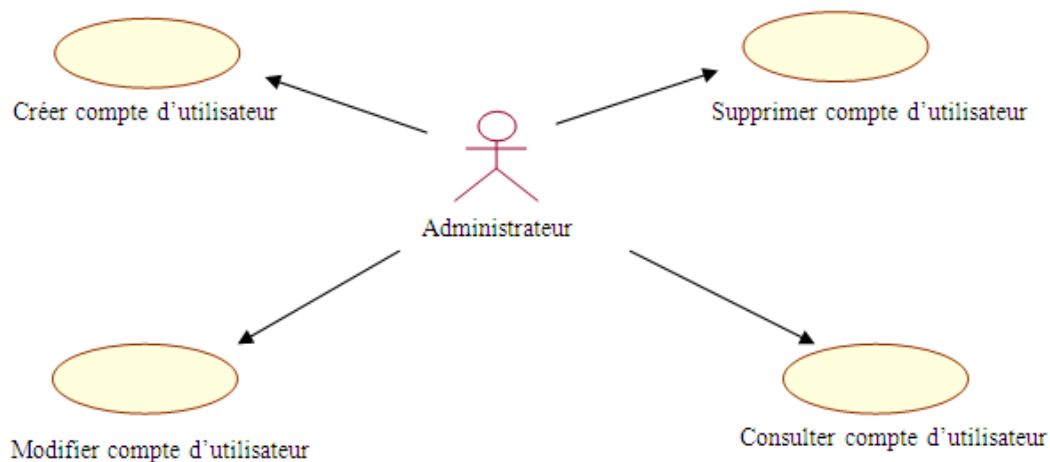 Créer compte d'utilisateur
Supprimer compte d'utilisateur
Administrateur
Modifier compte d'utilisateur
Consulter compte d'utilisateur